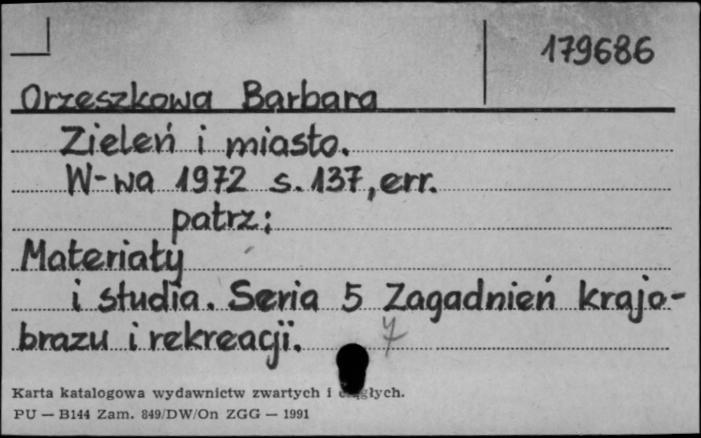 179686
Orzeszkowa Barbara
Zieleń i miasto.
W-wa 1972 s. 137, err.
patrz:
Materiały
i studia. Seria 5 Zagadnień krajo-
brazu i rekreacji. 7
Karta katalogowa wydawnictw zwartych i
PU — B144 Zam. 849/DW/On ZGG — 1991